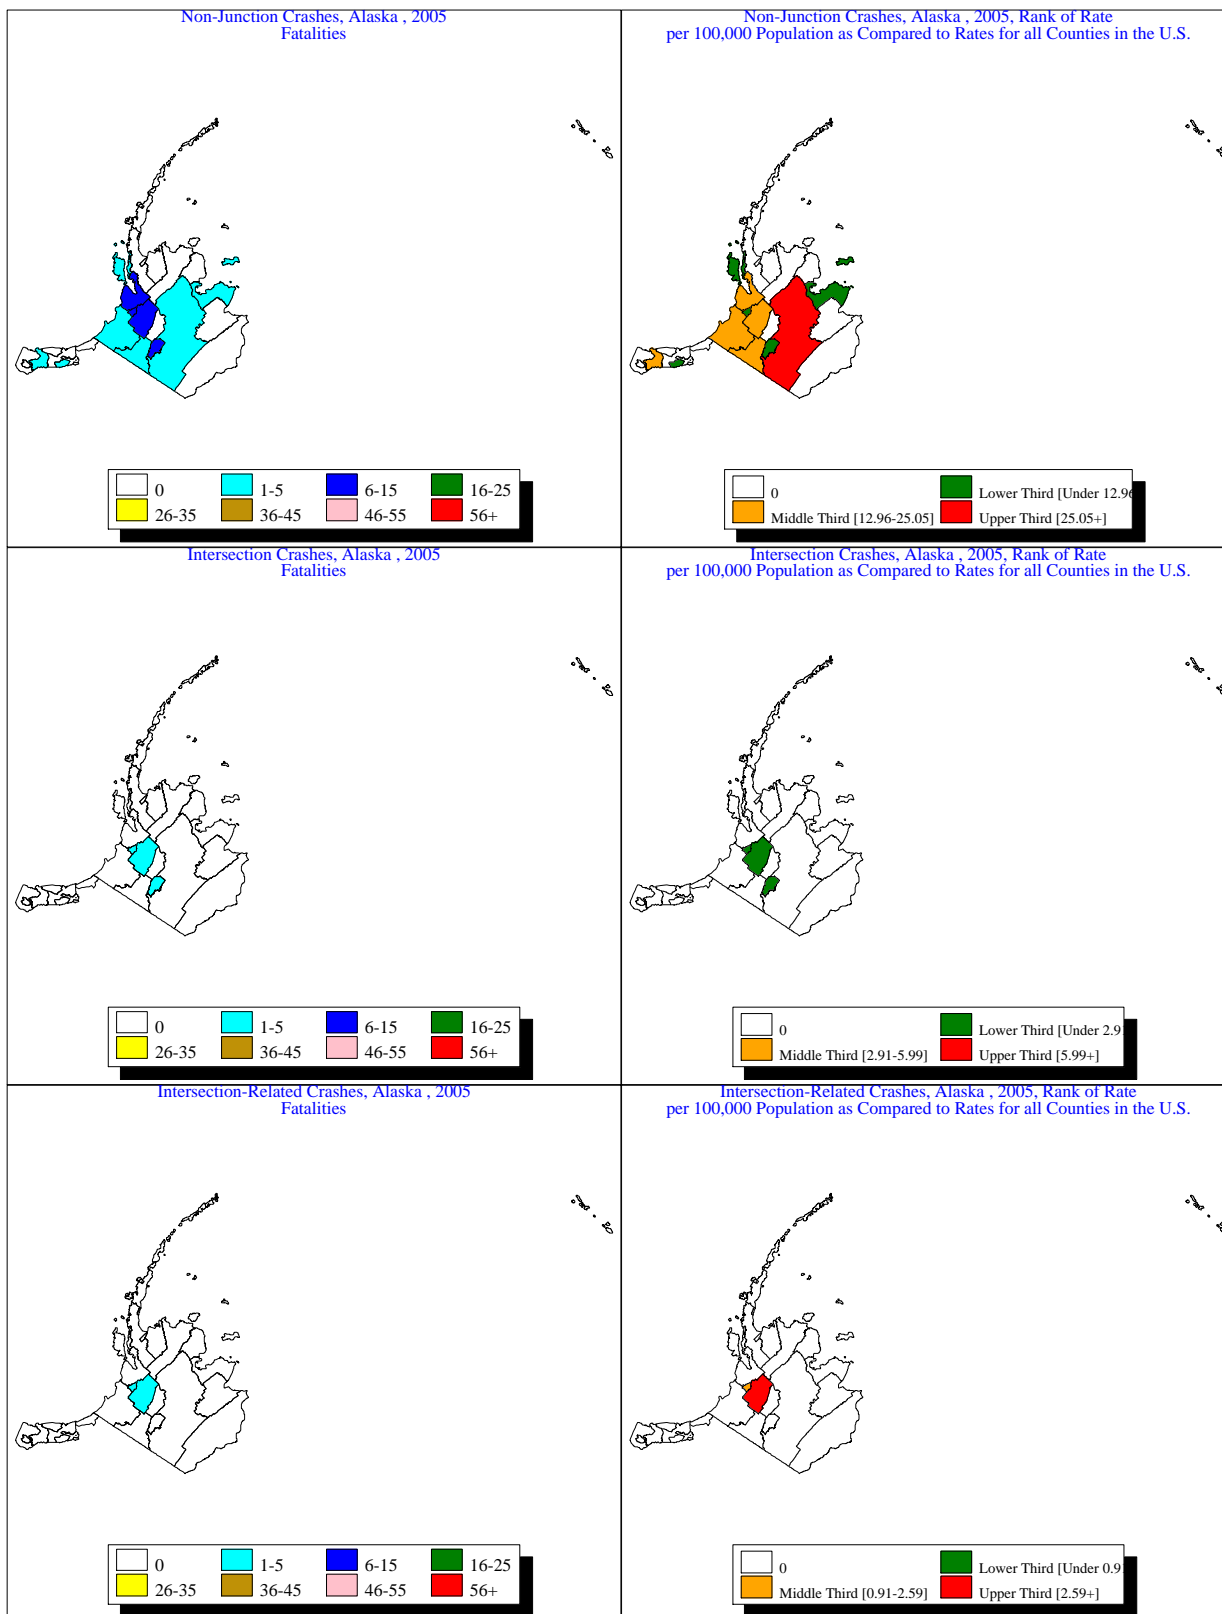 Non-Junction Crashes, Alaska , 2005
Fatalities
0
1-5
6-15
16-25
26-35
36-45
46-55
56+
Non-Junction Crashes, Alaska , 2005, Rank of Rate
per 100,000 Population as Compared to Rates for all Counties in the U.S.
0
Lower Third [Under 12.96
Middle Third [12.96-25.05]
Upper Third [25.05+]
Intersection Crashes, Alaska , 2005
Fatalities
0
1-5
6-15
16-25
26-35
36-45
46-55
56+
Intersection Crashes, Alaska , 2005, Rank of Rate
per 100,000 Population as Compared to Rates for all Counties in the U.S.
0
Lower Third [Under 2.91
Middle Third [2.91-5.99]
Upper Third [5.99+]
Intersection-Related Crashes, Alaska , 2005
Fatalities
0
1-5
6-15
16-25
26-35
36-45
46-55
56+
Intersection-Related Crashes, Alaska , 2005, Rank of Rate
per 100,000 Population as Compared to Rates for all Counties in the U.S.
0
Lower Third [Under 0.91
Middle Third [0.91-2.59]
Upper Third [2.59+]